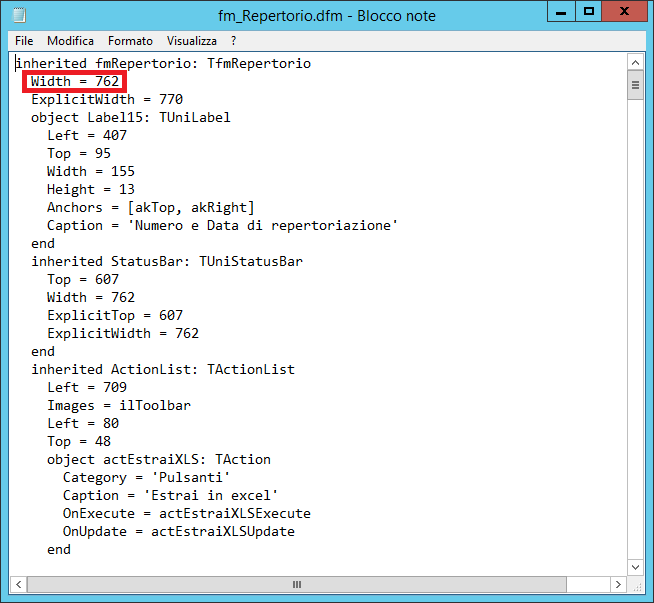 fm_Repertorio.dfm - Blocco note
File Modifica Formato Visualizza ?
inherited fmRepertorio: TfmRepertorio
  Width = 762
  ExplicitWidth = 770
  object Label15: TUniLabel
    Left = 407
    Top = 95
    Width = 155
    Height = 13
    Anchors = [akTop, akRight]
    Caption = 'Numero e Data di repertoriazione'
  end
  inherited StatusBar: TUniStatusBar
    Top = 607
    Width = 762
    ExplicitTop = 607
    ExplicitWidth = 762
  end
  inherited ActionList: TActionList
    Left = 709
    Images = ilToolbar
    Left = 80
    Top = 48
    object actEstraiXLS: TAction
      Category = 'Pulsanti'
      Caption = 'Estrai in excel'
      OnExecute = actEstraiXLSExecute
      OnUpdate = actEstraiXLSUpdate
    end